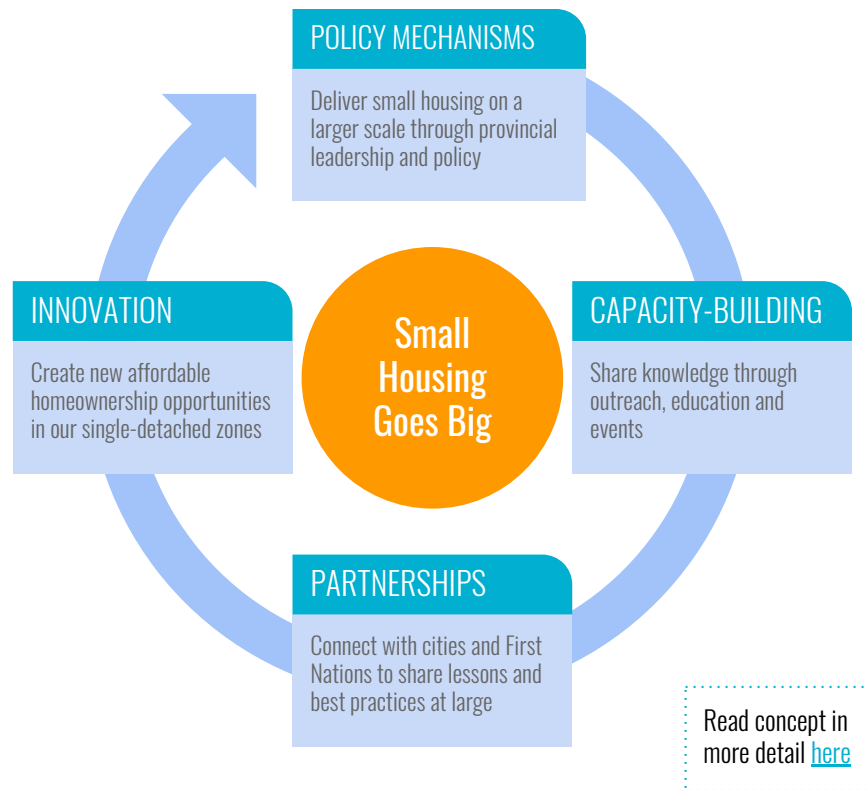 POLICY MECHANISMS
Deliver small housing on a
larger scale through provincial
leadership and policy
INNOVATION
Create new affordable
homeownership opportunities
in our single-detached zones
Small
Housing
Goes Big
CAPACITY-BUILDING
Share knowledge through
outreach, education and
events
PARTNERSHIPS
Connect with cities and First
Nations to share lessons and
best practices at large
Read concept in
more detail here